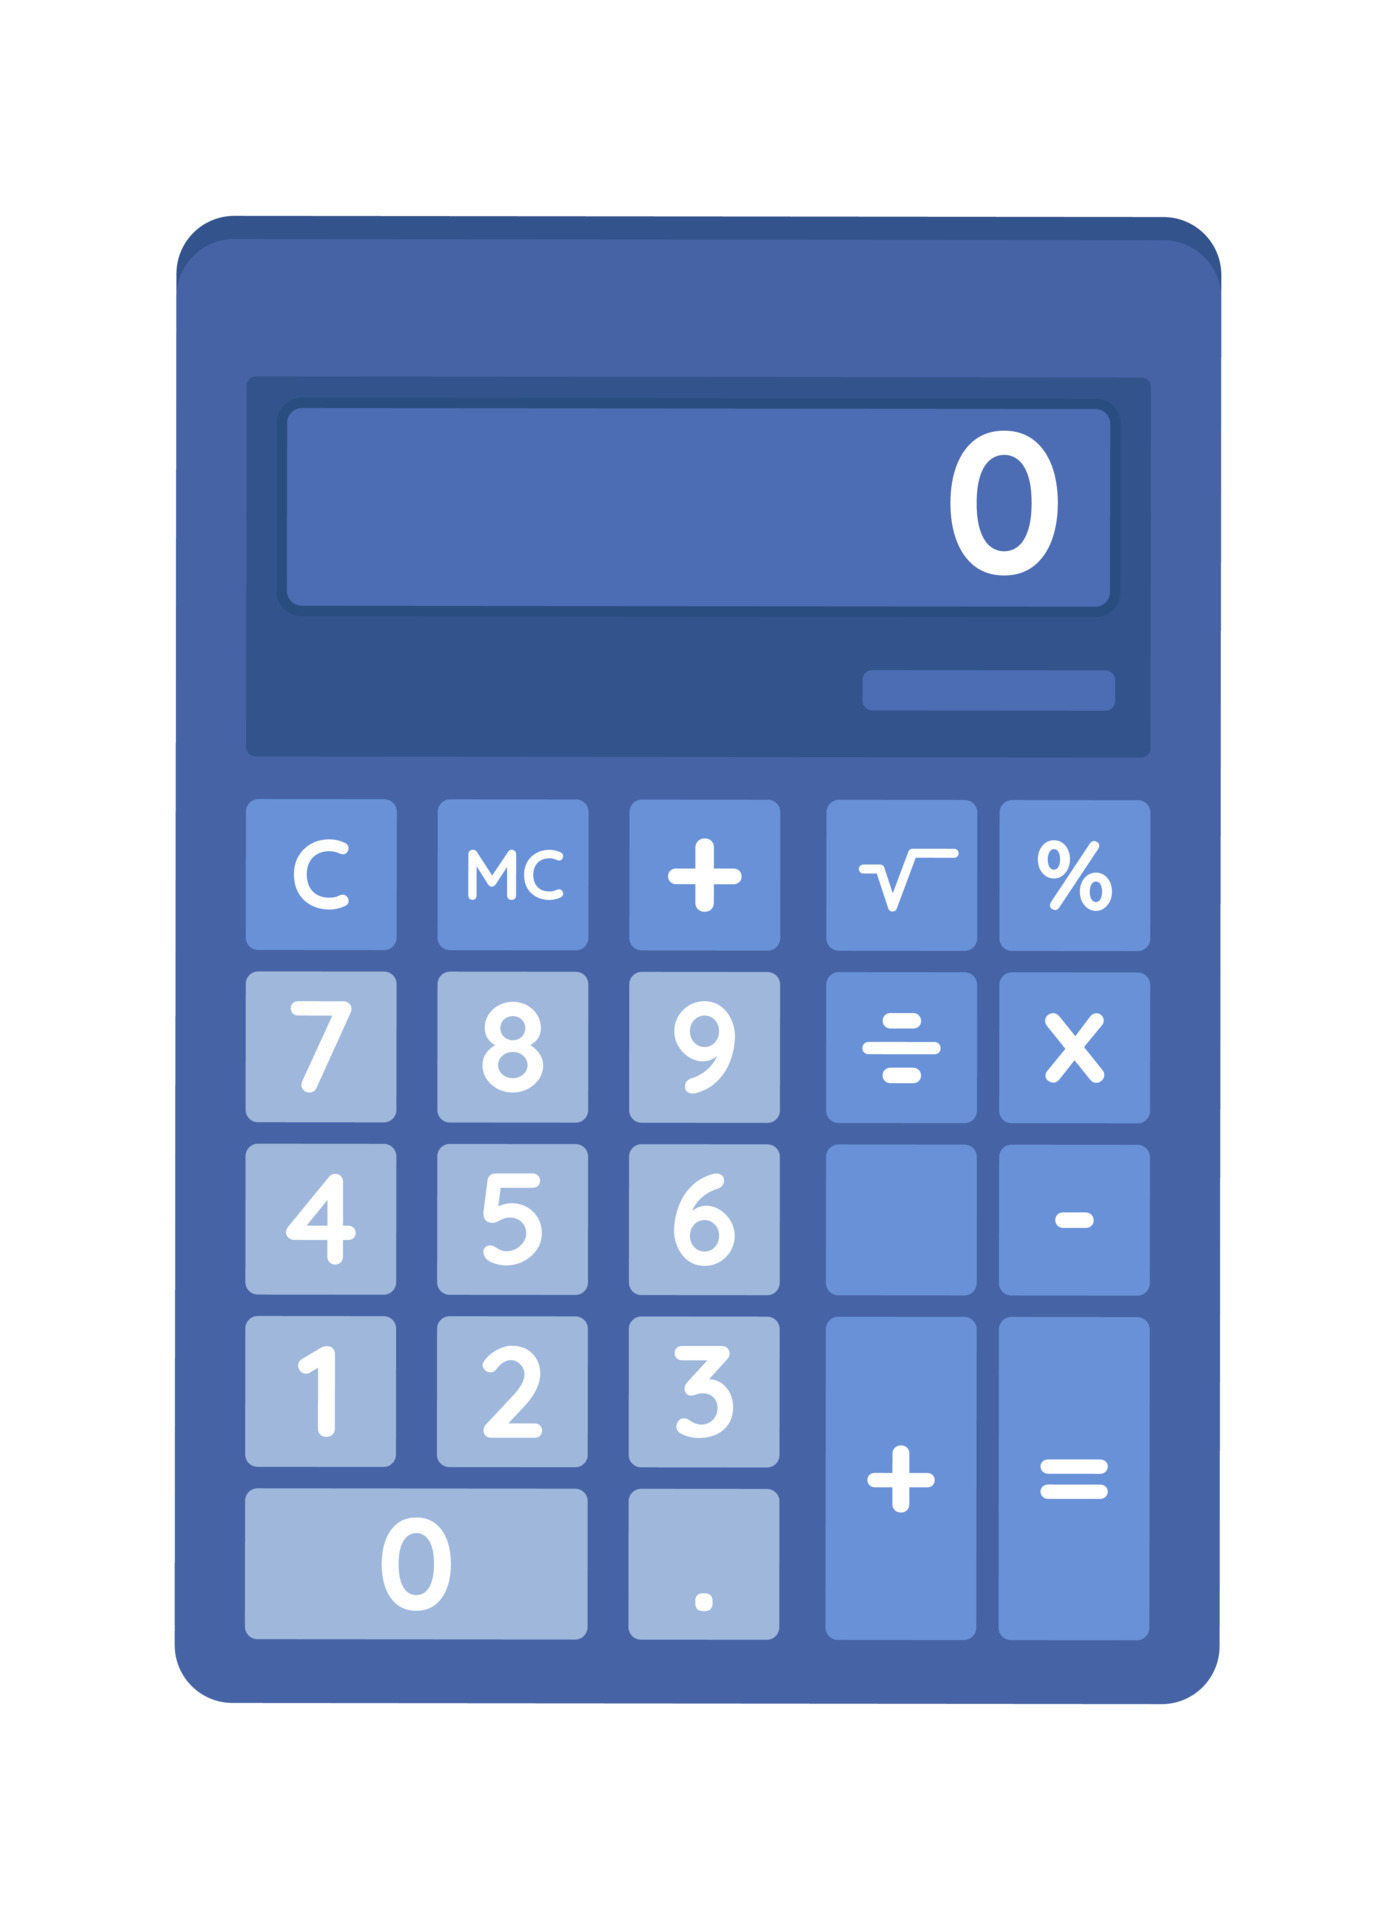 0
C MC + √ %
7 8 9 ÷ x
4 5 6 -
1 2 3
+ =
0 .